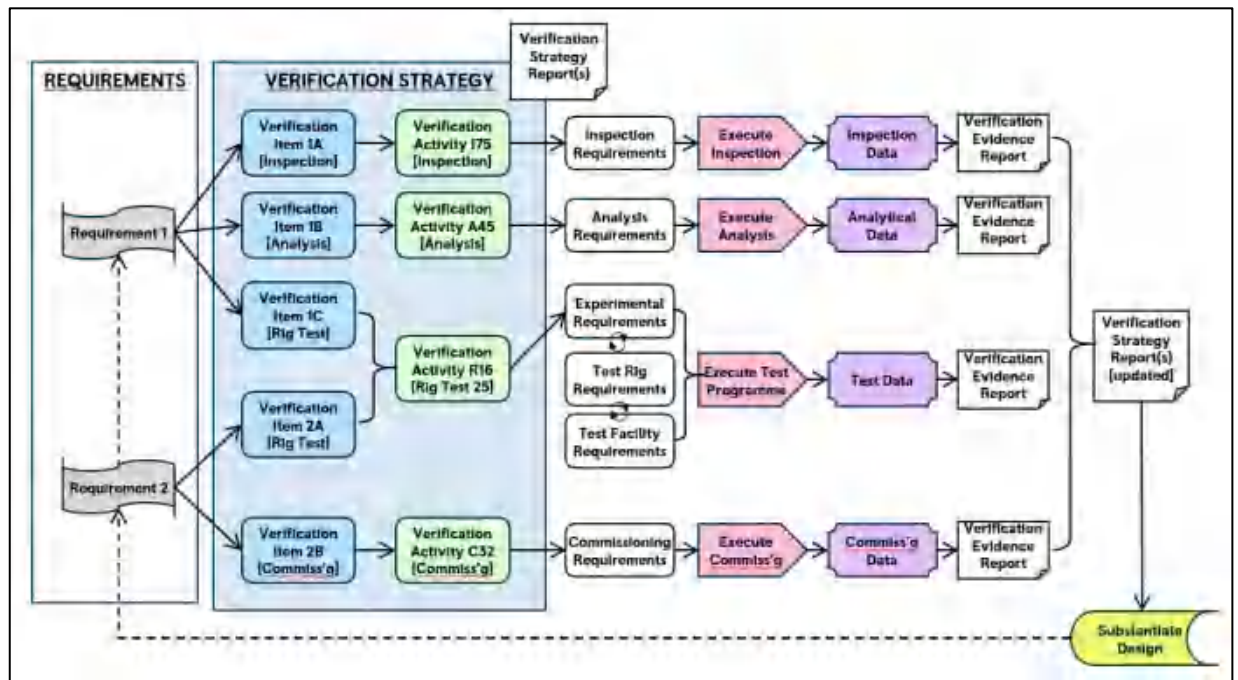 Verification
Strategy
Report(s)
REQUIREMENTS
VERIFICATION STRATEGY
Verification
Item 1A
[Inspection]
Verification
Activity I75
[Inspection]
Inspection
Requirements
Execute
Inspection
Inspection
Data
Verification
Evidence
Report
Requirement 1
Verification
Item 1B
[Analysis]
Verification
Activity A45
[Analysis]
Analysis
Requirements
Execute
Analysis
Analytical
Data
Verification
Evidence
Report
Verification
Item 1C
[Rig Test]
Verification
Activity R16
[Rig Test 25]
Experimental
Requirements
Test Rig
Requirements
Test Facility
Requirements
Execute Test
Programme
Test Data
Verification
Evidence
Report
Verification
Strategy
Report(s)
[updated]
Verification
Item 2A
[Rig Test]
Requirement 2
Verification
Item 2B
[Commiss'g]
Verification
Activity C32
[Commiss'g]
Commissioning
Requirements
Execute
Commiss'g
Commiss'g
Data
Verification
Evidence
Report
Substantiate
Design